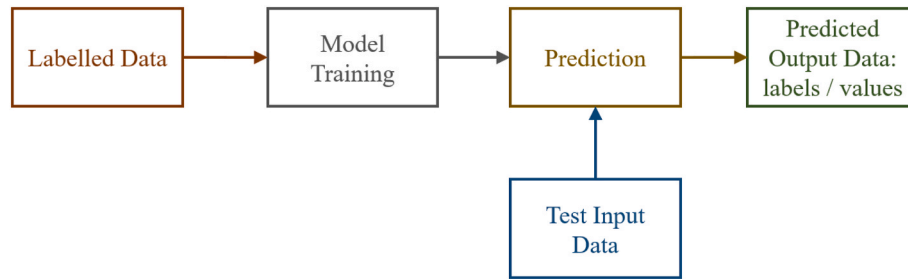 Labelled Data
Model
Training
Prediction
Predicted
Output Data:
labels / values
Test Input
Data